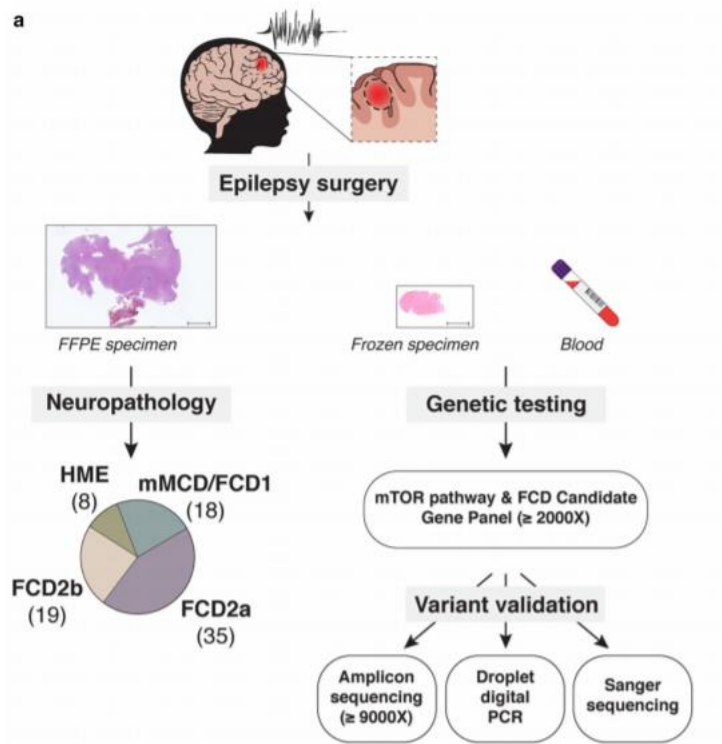 a
Epilepsy surgery
FFPE specimen
Frozen specimen
Blood
Neuropathology
Genetic testing
HME
(8)
mMCD/FCD1
(18)
FCD2b
(19)
FCD2a
(35)
mTOR pathway & FCD Candidate
Gene Panel (≥ 2000X)
Variant validation
Amplicon
sequencing
(≥ 9000X)
Droplet
digital
PCR
Sanger
sequencing